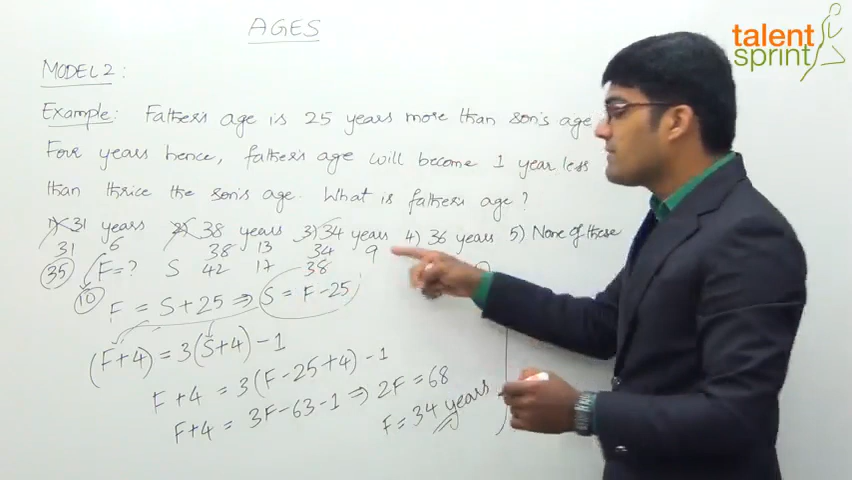 AGES
talent
sprint
MODEL 2 :
Example: Father's age is 25 years more than son's age
Four years hence, father's age will become 1 year less
than thrice the son's age. What is father's age ?
1) 31 years 2) 38 years 3) 34 years 4) 36 years 5) None of these
31 6 38 13 34 9
35 F = ? S 42 17 38
10 F = S + 25 ⇒ S = F - 25
(F+4) = 3(S+4) - 1
F + 4 = 3(F - 25 + 4) - 1
F + 4 = 3F - 63 - 1 ⇒ 2F = 68
F = 34 years